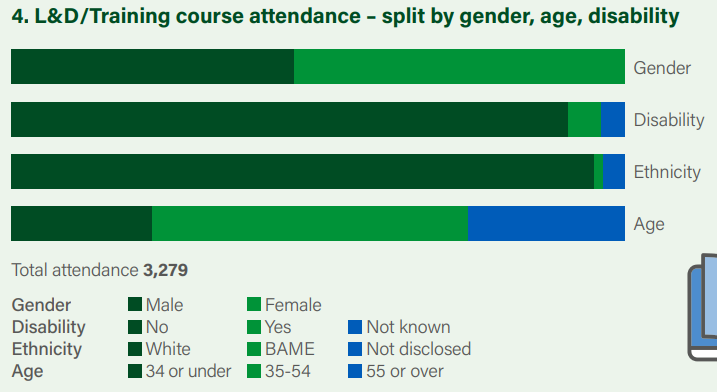 4. L&D/Training course attendance – split by gender, age, disability
Gender
Disability
Ethnicity
Age
Total attendance 3,279
Gender Male Female
Disability No Yes Not known
Ethnicity White BAME Not disclosed
Age 34 or under 35-54 55 or over